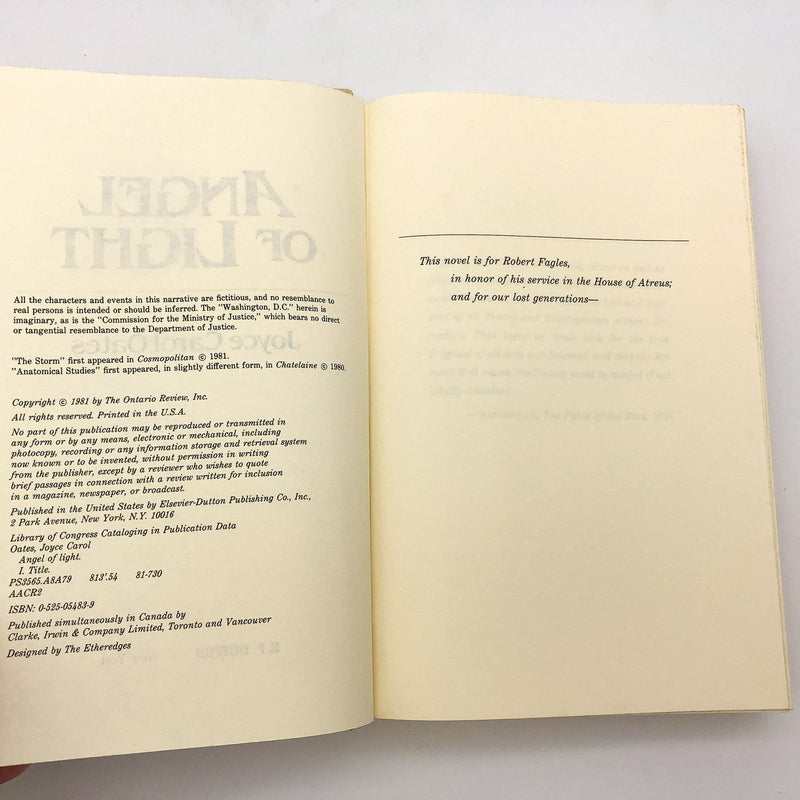 All the characters and events in this narrative are fictitious, and no resemblance to
real persons is intended or should be inferred. The "Washington, D.C." herein is
imaginary, as is the "Commission for the Ministry of Justice," which bears no direct
or tangential resemblance to the Department of Justice.
"The Storm" first appeared in Cosmopolitan © 1981.
"Anatomical Studies" first appeared, in slightly different form, in Chatelaine © 1980.
Copyright © 1981 by The Ontario Review, Inc.
All rights reserved. Printed in the U.S.A.
No part of this publication may be reproduced or transmitted in
any form or by any means, electronic or mechanical, including
photocopy, recording or any information storage and retrieval system
now known or to be invented, without permission in writing
from the publisher, except by a reviewer who wishes to quote
brief passages in connection with a review written for inclusion
in a magazine, newspaper, or broadcast.
Published in the United States by Elsevier-Dutton Publishing Co., Inc.,
2 Park Avenue, New York, N.Y. 10016
Library of Congress Cataloging in Publication Data
Oates, Joyce Carol
Angel of light.
I. Title.
PS3565.A8A79 813'.54 81-730
AACR2
ISBN: 0-525-05483-9
Published simultaneously in Canada by
Clarke, Irwin & Company Limited, Toronto and Vancouver
Designed by The Etheredges
ANGEL
OF LIGHT
Joyce Carol Oates
E. P. DUTTON New York
This novel is for Robert Fagles,
in honor of his service in the House of Atreus;
and for our lost generations—